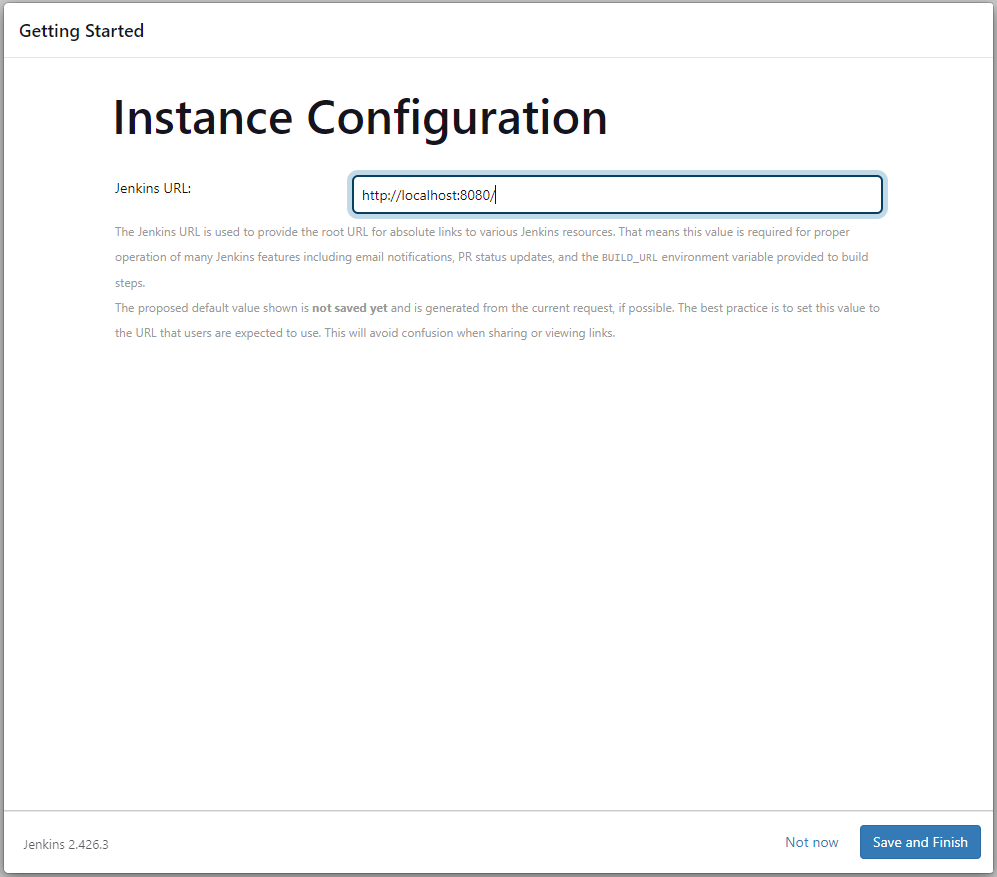 Getting Started
Instance Configuration
Jenkins URL:
http://localhost:8080/
The Jenkins URL is used to provide the root URL for absolute links to various Jenkins resources. That means this value is required for proper
operation of many Jenkins features including email notifications, PR status updates, and the BUILD_URL environment variable provided to build
steps.
The proposed default value shown is not saved yet and is generated from the current request, if possible. The best practice is to set this value to
the URL that users are expected to use. This will avoid confusion when sharing or viewing links.
Jenkins 2.426.3
Not now
Save and Finish